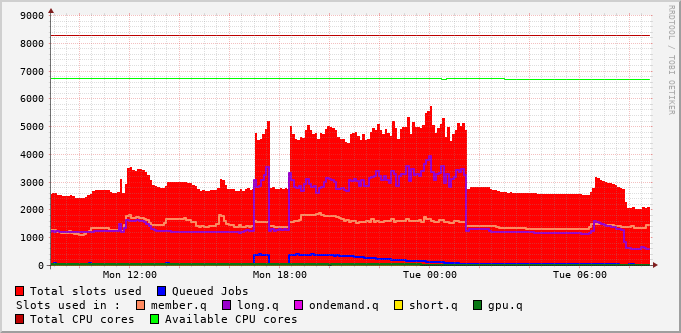 9000
8000
7000
6000
5000
4000
3000
2000
1000
0
Mon 12:00 Mon 18:00 Tue 00:00 Tue 06:00
RRDTOOL / TOBI OETIKER
Total slots used Queued Jobs
Slots used in : member.q long.q ondemand.q short.q gpu.q
Total CPU cores Available CPU cores